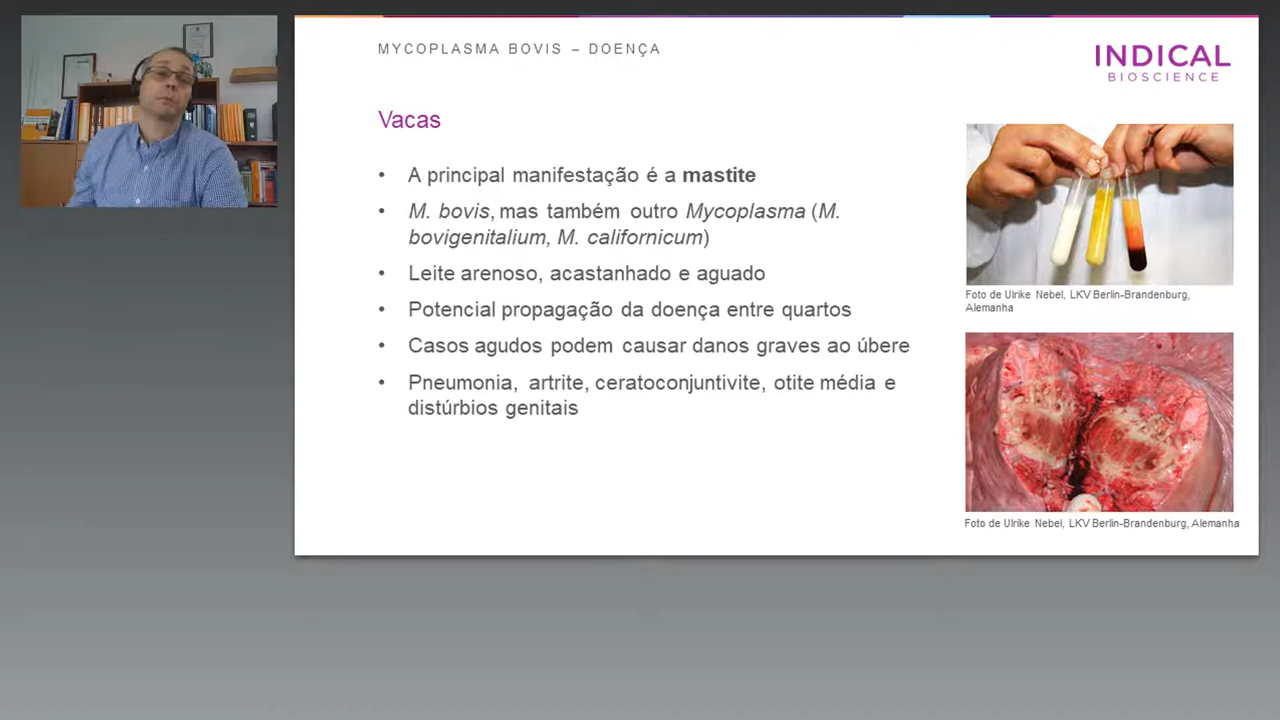 MYCOPLASMA BOVIS – DOENÇA
INDICAL
BIOSCIENCE
Vacas
• A principal manifestação é a mastite
• M. bovis, mas também outro Mycoplasma (M.
bovigenitalium, M. californicum)
• Leite arenoso, acastanhado e aguado
• Potencial propagação da doença entre quartos
• Casos agudos podem causar danos graves ao úbere
• Pneumonia, artrite, ceratoconjuntivite, otite média e
distúrbios genitais
Foto de Ulrike Nebel, LKV Berlin-Brandenburg,
Alemanha
Foto de Ulrike Nebel, LKV Berlin-Brandenburg, Alemanha